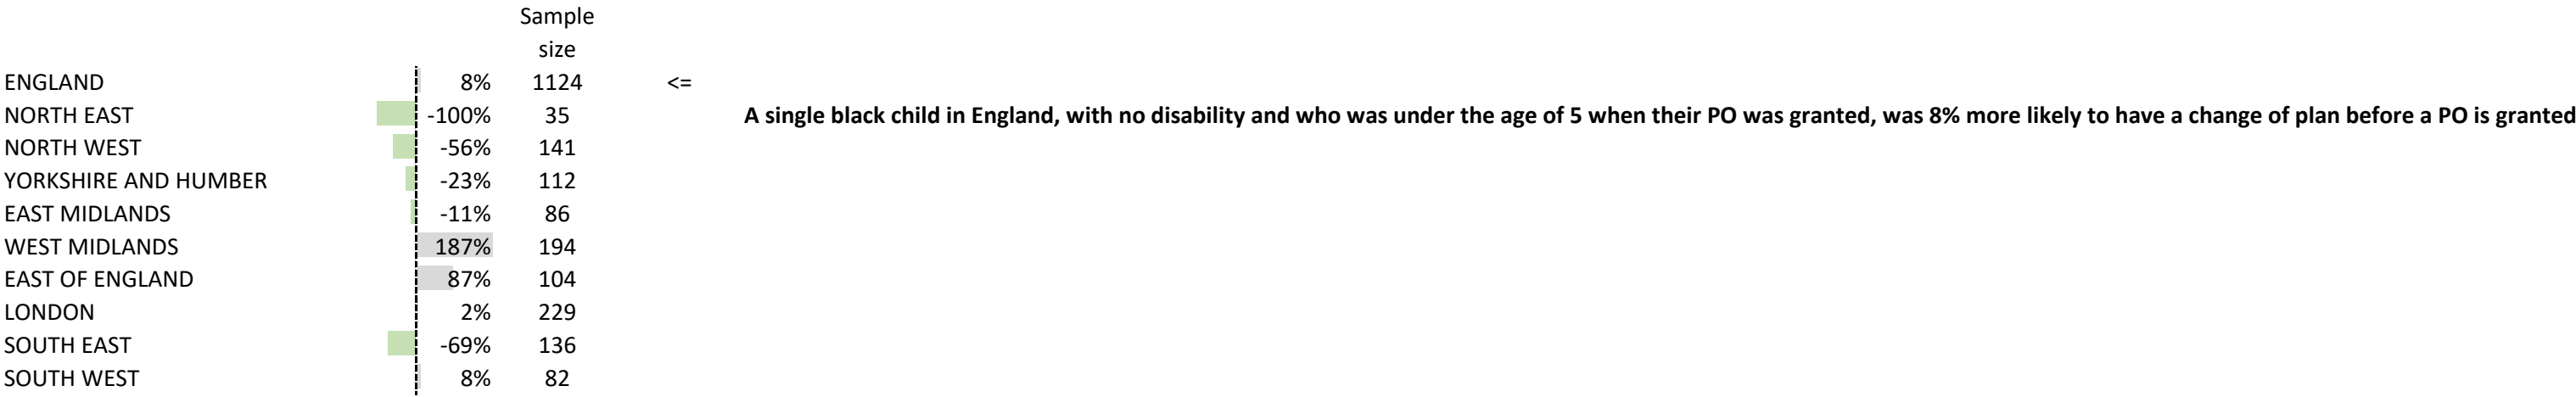 Sample
size
ENGLAND 8% 1124 <=
NORTH EAST -100% 35 A single black child in England, with no disability and who was under the age of 5 when their PO was granted, was 8% more likely to have a change of plan before a PO is granted
NORTH WEST -56% 141
YORKSHIRE AND HUMBER -23% 112
EAST MIDLANDS -11% 86
WEST MIDLANDS 187% 194
EAST OF ENGLAND 87% 104
LONDON 2% 229
SOUTH EAST -69% 136
SOUTH WEST 8% 82